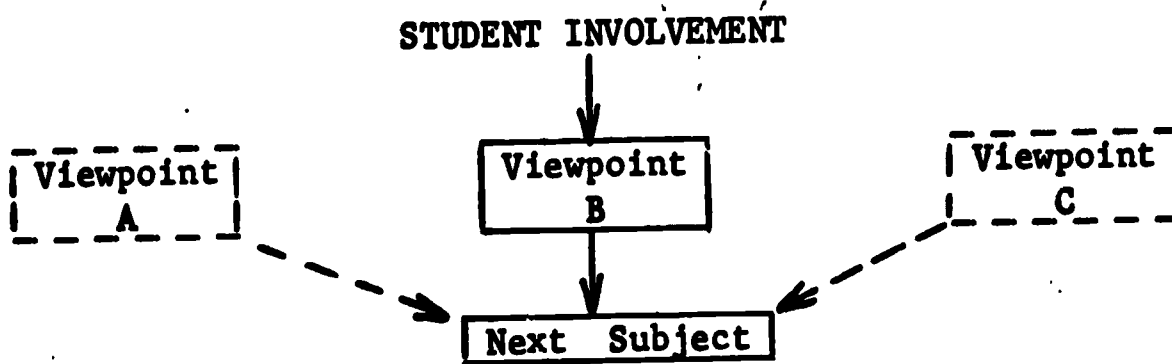 STUDENT INVOLVEMENT
Viewpoint
A
Viewpoint
B
Viewpoint
C
Next Subject